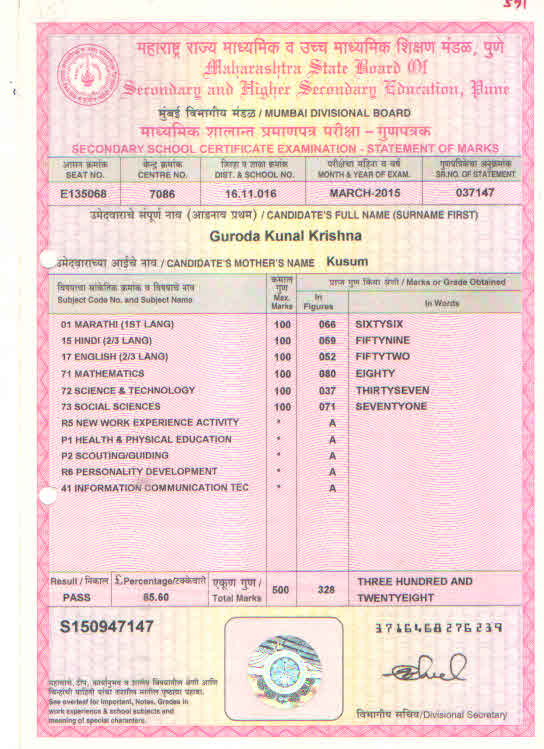 591
महाराष्ट्र राज्य माध्यमिक व उच्च माध्यमिक शिक्षण मंडळ, पुणे
Maharashtra State Board Of
Secondary and Higher Secondary Education, Pune
मुंबई विभागीय मंडळ / MUMBAI DIVISIONAL BOARD
माध्यमिक शालान्त प्रमाणपत्र परीक्षा – गुणपत्रक
SECONDARY SCHOOL CERTIFICATE EXAMINATION - STATEMENT OF MARKS
आसन क्रमांक केन्द्र क्रमांक जिल्हा व शाळा क्रमांक परीक्षेचा महिना व वर्ष गुणपत्रिकेचा अनुक्रमांक
SEAT NO. CENTRE NO. DIST. & SCHOOL NO. MONTH & YEAR OF EXAM. SR.NO. OF STATEMENT
E135068 7086 16.11.016 MARCH-2015 037147
उमेदवाराचे संपूर्ण नाव (आडनाव प्रथम) / CANDIDATE'S FULL NAME (SURNAME FIRST)
Guroda Kunal Krishna
उमेदवाराच्या आईचे नाव / CANDIDATE'S MOTHER'S NAME Kusum
विषयाचा सांकेतिक क्रमांक व विषयाचे नाव
Subject Code No. and Subject Name
कमाल
गुण
Max.
Marks
प्राप्त गुण किंवा श्रेणी / Marks or Grade Obtained
In
Figures
In Words
01 MARATHI (1ST LANG) 100 066 SIXTYSIX
15 HINDI (2/3 LANG) 100 059 FIFTYNINE
17 ENGLISH (2/3 LANG) 100 052 FIFTYTWO
71 MATHEMATICS 100 080 EIGHTY
72 SCIENCE & TECHNOLOGY 100 037 THIRTYSEVEN
73 SOCIAL SCIENCES 100 071 SEVENTYONE
R5 NEW WORK EXPERIENCE ACTIVITY * A
P1 HEALTH & PHYSICAL EDUCATION * A
P2 SCOUTING/GUIDING * A
R6 PERSONALITY DEVELOPMENT * A
41 INFORMATION COMMUNICATION TEC * A
Result / निकाल £ Percentage/टक्केवारी एकूण गुण / 500 328 THREE HUNDRED AND
PASS 65.60 Total Marks TWENTYEIGHT
S150947147
3716468276239
महत्वाचे, टीप, कार्यानुभव व शालेय विषयातील श्रेणी आणि
चिन्हांची माहिती यांचा तपशील मागील पृष्ठावर पहावा.
See overleaf for Important, Notes, Grades in
work experience & school subjects and
meaning of special characters.
विभागीय सचिव/Divisional Secretary